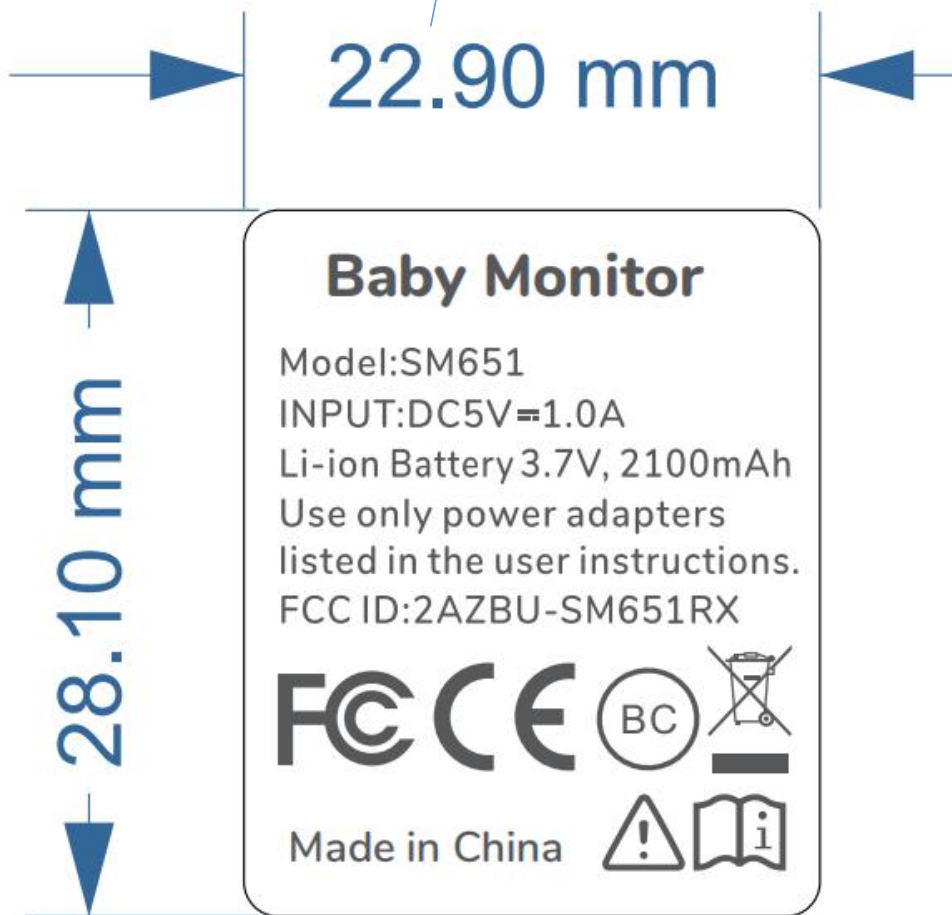 22.90 mm
28.10 mm
Baby Monitor
Model:SM651
INPUT:DC5V⎓1.0A
Li-ion Battery 3.7V, 2100mAh
Use only power adapters
listed in the user instructions.
FCC ID:2AZBU-SM651RX
FC CE BC
Made in China